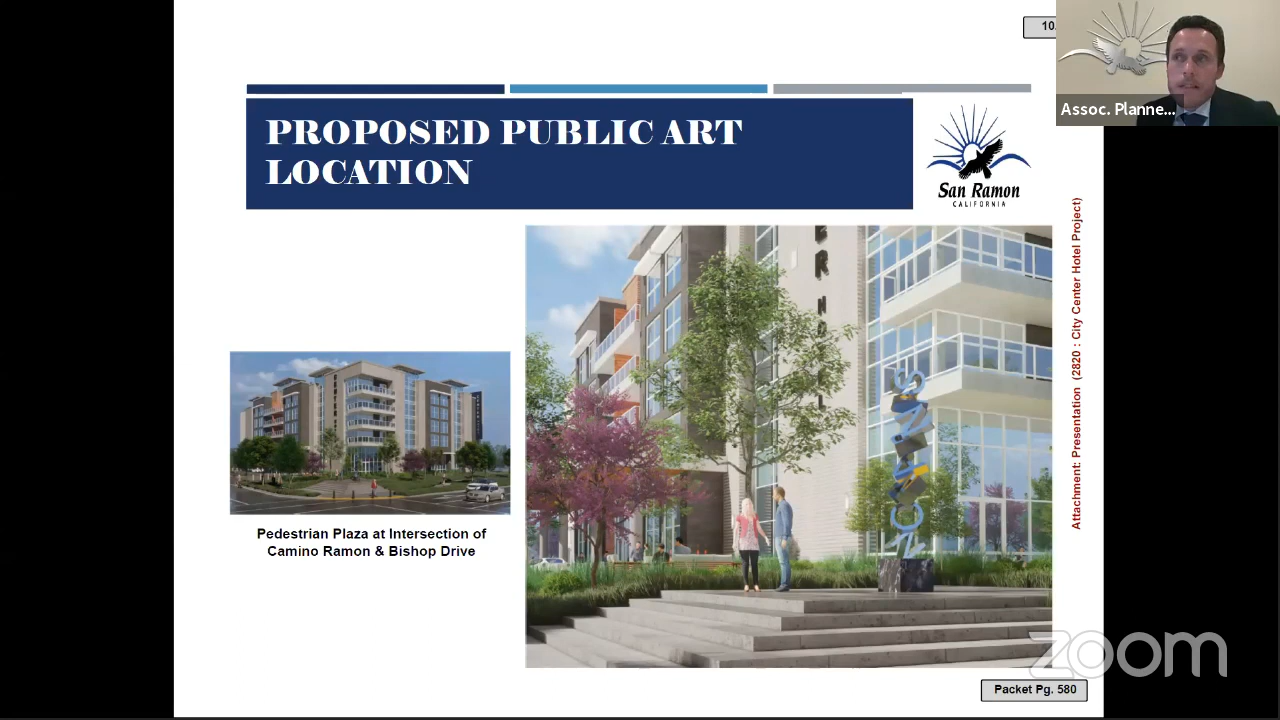 10.
Assoc. Planne...
PROPOSED PUBLIC ART
LOCATION
San Ramon
CALIFORNIA
Attachment: Presentation (2820 : City Center Hotel Project)
Pedestrian Plaza at Intersection of
Camino Ramon & Bishop Drive
zoom
Packet Pg. 580